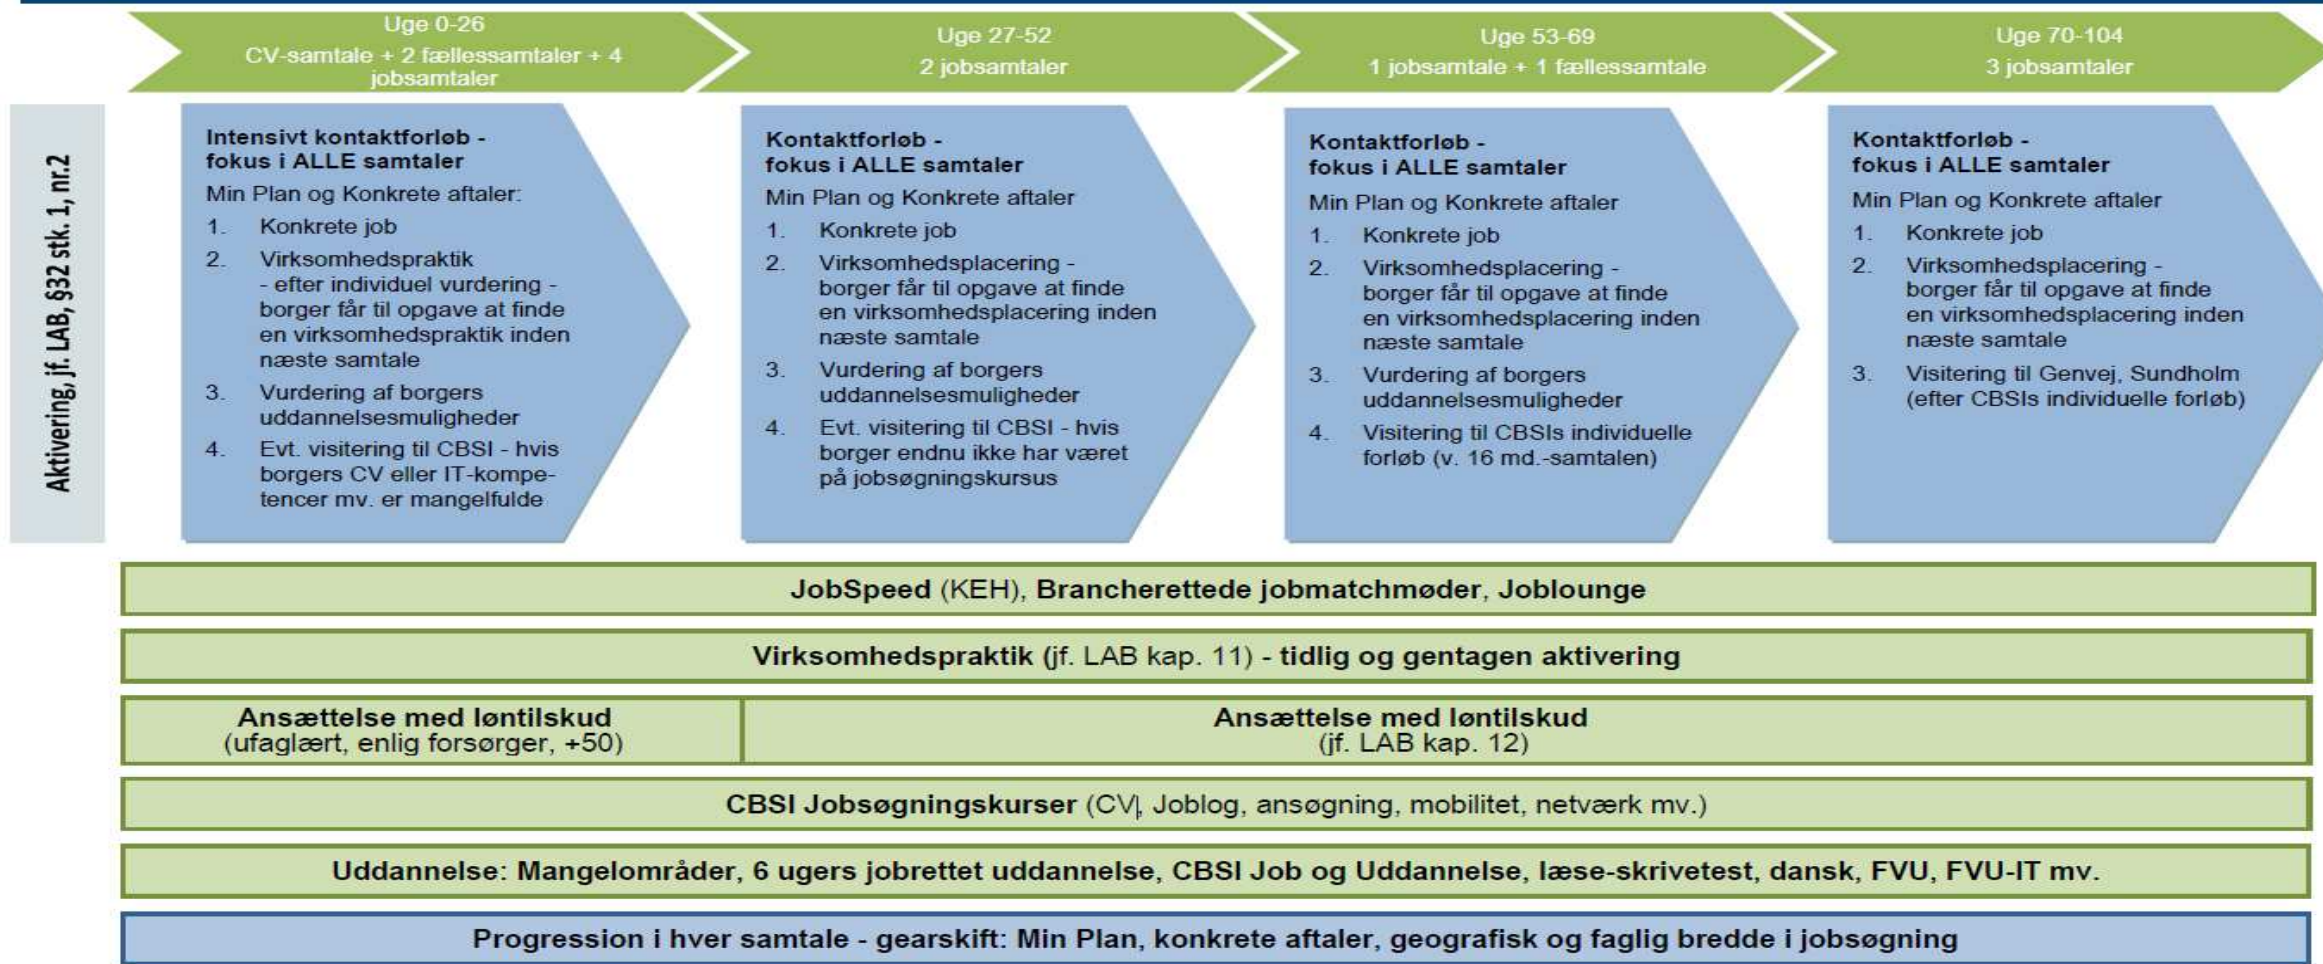 Uge 0-26
CV-samtale + 2 fællessamtaler + 4
jobsamtaler
Uge 27-52
2 jobsamtaler
Uge 53-69
1 jobsamtale + 1 fællessamtale
Uge 70-104
3 jobsamtaler
Aktivering, jf. LAB, §32 stk. 1, nr.2
Intensivt kontaktforløb -
fokus i ALLE samtaler
Min Plan og Konkrete aftaler:
1. Konkrete job
2. Virksomhedspraktik
- efter individuel vurdering -
borger får til opgave at finde
en virksomhedspraktik inden
næste samtale
3. Vurdering af borgers
uddannelsesmuligheder
4. Evt. visitering til CBSI - hvis
borgers CV eller IT-kompe-
tencer mv. er mangelfulde
Kontaktforløb -
fokus i ALLE samtaler
Min Plan og Konkrete aftaler
1. Konkrete job
2. Virksomhedsplacering -
borger får til opgave at finde
en virksomhedsplacering inden
næste samtale
3. Vurdering af borgers
uddannelsesmuligheder
4. Evt. visitering til CBSI - hvis
borger endnu ikke har været
på jobsøgningskursus
Kontaktforløb -
fokus i ALLE samtaler
Min Plan og Konkrete aftaler
1. Konkrete job
2. Virksomhedsplacering -
borger får til opgave at finde
en virksomhedsplacering inden
næste samtale
3. Vurdering af borgers
uddannelsesmuligheder
4. Visitering til CBSIs individuelle
forløb (v. 16 md.-samtalen)
Kontaktforløb -
fokus i ALLE samtaler
Min Plan og Konkrete aftaler
1. Konkrete job
2. Virksomhedsplacering -
borger får til opgave at finde
en virksomhedsplacering inden
næste samtale
3. Visitering til Genvej, Sundholm
(efter CBSIs individuelle forløb)
JobSpeed (KEH), Brancherettede jobmatchmøder, Joblounge
Virksomhedspraktik (jf. LAB kap. 11) - tidlig og gentagen aktivering
Ansættelse med løntilskud
(ufaglært, enlig forsørger, +50)
Ansættelse med løntilskud
(jf. LAB kap. 12)
CBSI Jobsøgningskurser (CV, Joblog, ansøgning, mobilitet, netværk mv.)
Uddannelse: Mangelområder, 6 ugers jobrettet uddannelse, CBSI Job og Uddannelse, læse-skrivetest, dansk, FVU, FVU-IT mv.
Progression i hver samtale - gearskift: Min Plan, konkrete aftaler, geografisk og faglig bredde i jobsøgning